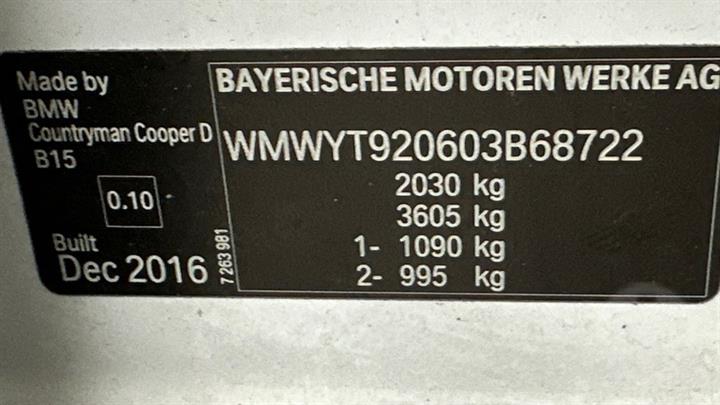 Made by
BMW
Countryman Cooper D
B15
0.10
Built
Dec 2016
7 263 981
BAYERISCHE MOTOREN WERKE AG
WMWYT920603B68722
2030 kg
3605 kg
1- 1090 kg
2- 995 kg